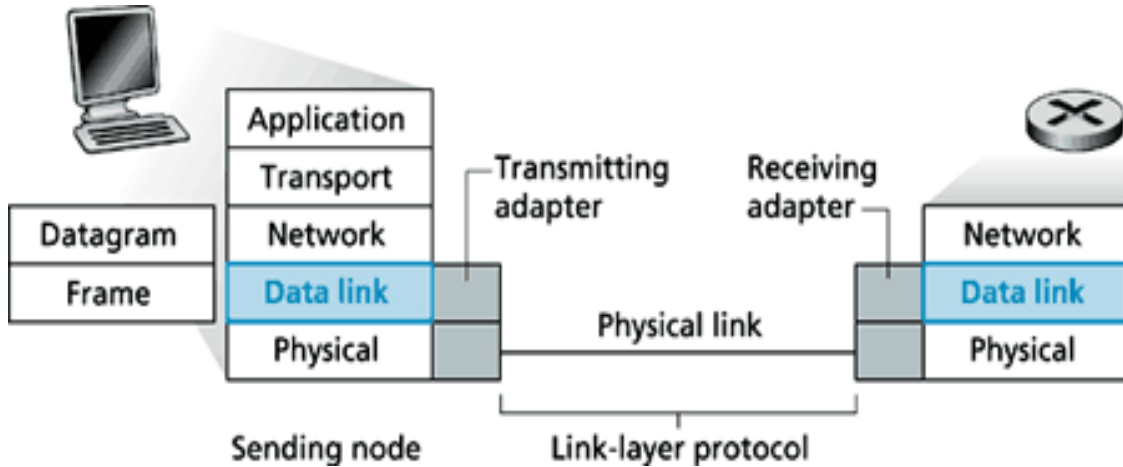 Application
Transport
Network
Data link
Physical
Datagram
Frame
Transmitting
adapter
Receiving
adapter
Physical link
Network
Data link
Physical
Sending node
Link-layer protocol